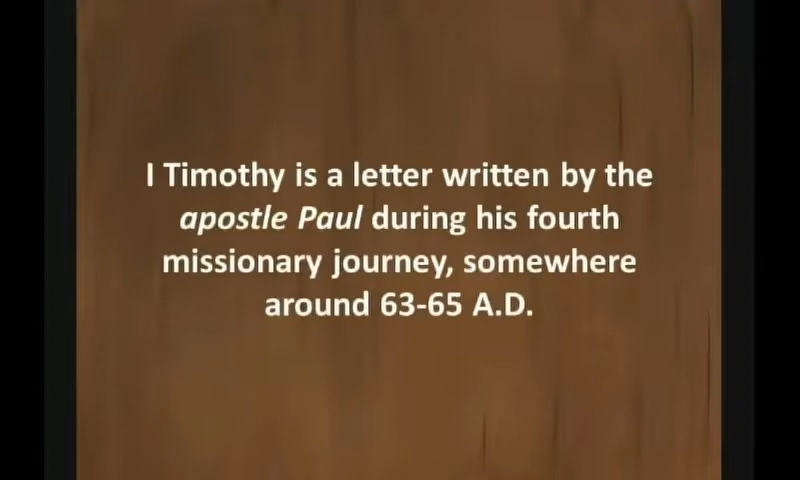 I Timothy is a letter written by the
apostle Paul during his fourth
missionary journey, somewhere
around 63-65 A.D.